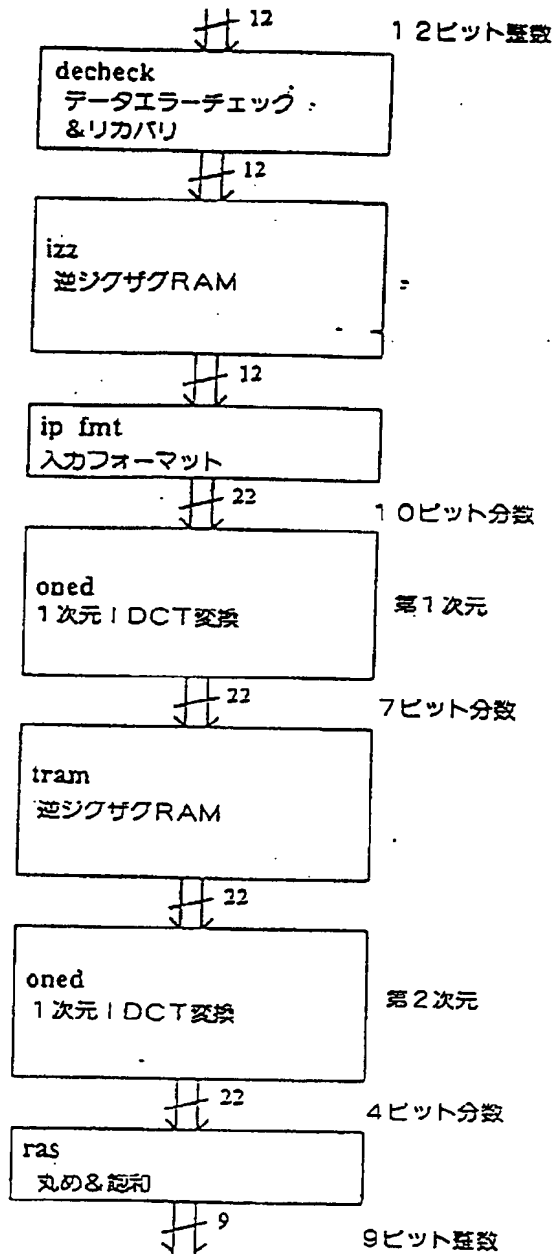 12
12ビット整数
decheck
データエラーチェック
&リカバリ
12
izz
逆ジグザグRAM
12
ip fmt
入力フォーマット
22
10ビット分数
oned
1次元IDCT変換
第1次元
22
7ビット分数
tram
逆ジグザグRAM
22
oned
1次元IDCT変換
第2次元
22
4ビット分数
ras
丸め&飽和
9
9ビット整数